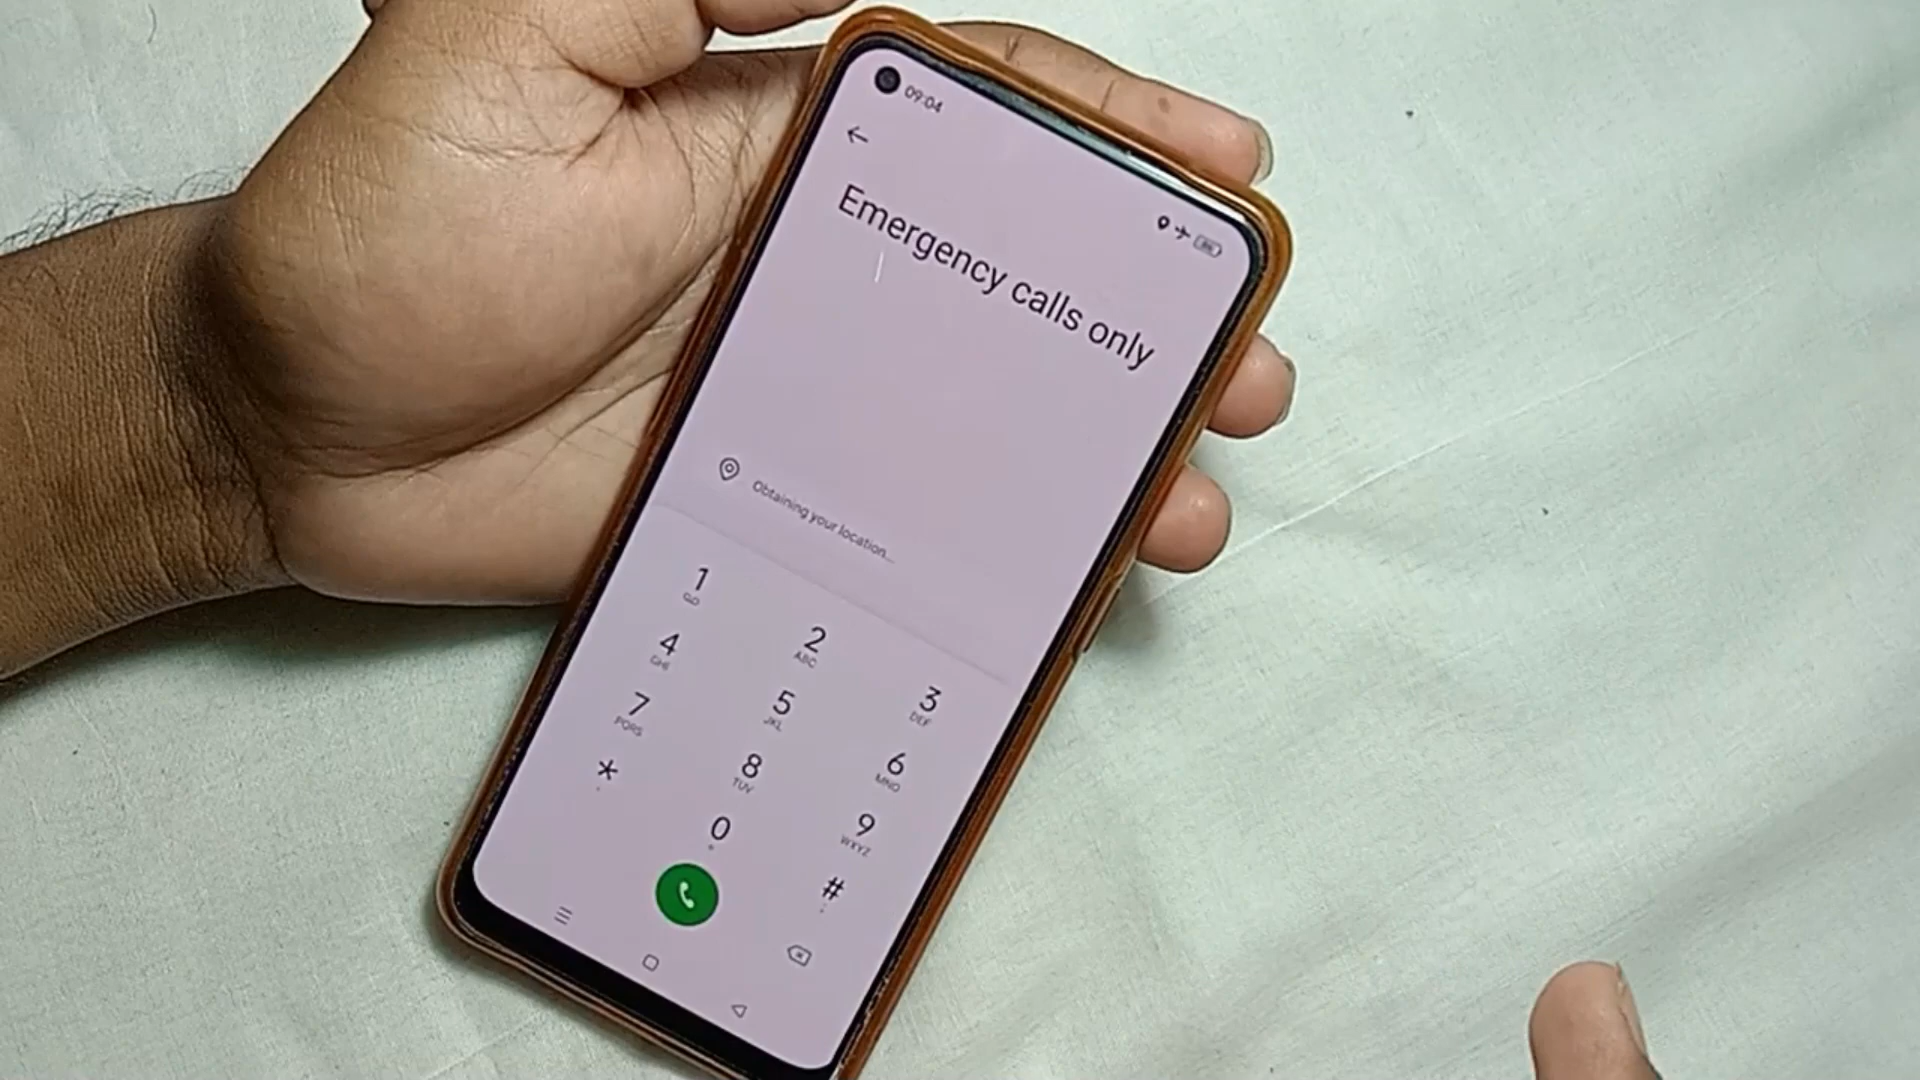 09:04
Emergency calls only
Obtaining your location...
1
2
ABC
3
DEF
4
GHI
5
JKL
6
MNO
7
PQRS
8
TUV
9
WXYZ
*
0
+
#